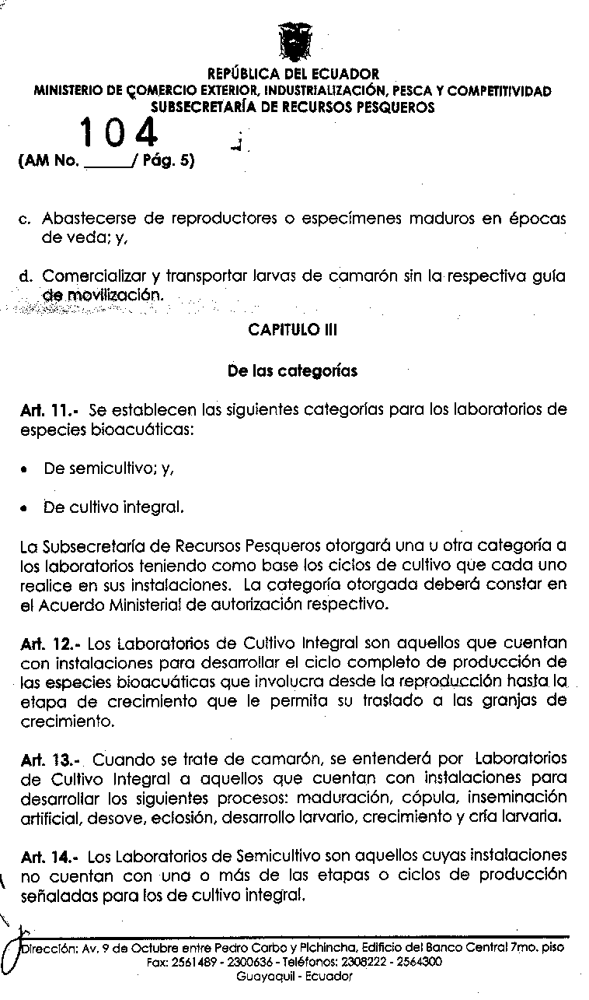 REPÚBLICA DEL ECUADOR
MINISTERIO DE COMERCIO EXTERIOR, INDUSTRIALIZACIÓN, PESCA Y COMPETITIVIDAD
SUBSECRETARÍA DE RECURSOS PESQUEROS
104
(AM No. _____/ Pág. 5)
c. Abastecerse de reproductores o especímenes maduros en épocas
de veda; y,
d. Comercializar y transportar larvas de camarón sin la respectiva guía
de movilización.
CAPITULO III
De las categorías
Art. 11.- Se establecen las siguientes categorías para los laboratorios de
especies bioacuáticas:
• De semicultivo; y,
• De cultivo integral.
La Subsecretaría de Recursos Pesqueros otorgará una u otra categoría a
los laboratorios teniendo como base los ciclos de cultivo que cada uno
realice en sus instalaciones. La categoría otorgada deberá constar en
el Acuerdo Ministerial de autorización respectivo.
Art. 12.- Los Laboratorios de Cultivo Integral son aquellos que cuentan
con instalaciones para desarrollar el ciclo completo de producción de
las especies bioacuáticas que involucra desde la reproducción hasta la
etapa de crecimiento que le permita su traslado a las granjas de
crecimiento.
Art. 13.- Cuando se trate de camarón, se entenderá por Laboratorios
de Cultivo Integral a aquellos que cuentan con instalaciones para
desarrollar los siguientes procesos: maduración, cópula, inseminación
artificial, desove, eclosión, desarrollo larvario, crecimiento y cría larvaria.
Art. 14.- Los Laboratorios de Semicultivo son aquellos cuyas instalaciones
no cuentan con una o más de las etapas o ciclos de producción
señaladas para los de cultivo integral.
Dirección: Av. 9 de Octubre entre Pedro Carbo y Pichincha, Edificio del Banco Central 7mo. piso
Fax: 2561489 - 2300636 - Teléfonos: 2308222 - 2564300
Guayaquil - Ecuador